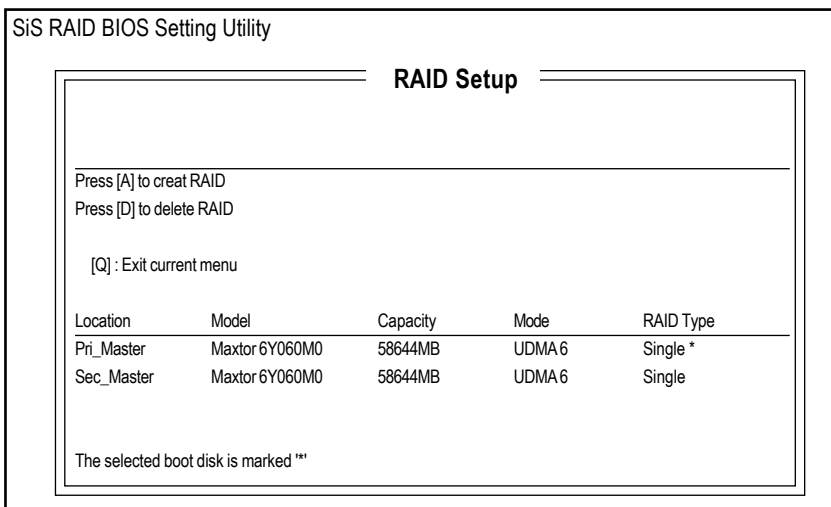 SiS RAID BIOS Setting Utility
RAID Setup
Press [A] to creat RAID
Press [D] to delete RAID
[Q] : Exit current menu
Location Model Capacity Mode RAID Type
Pri_Master Maxtor 6Y060M0 58644MB UDMA 6 Single *
Sec_Master Maxtor 6Y060M0 58644MB UDMA 6 Single
The selected boot disk is marked '*'